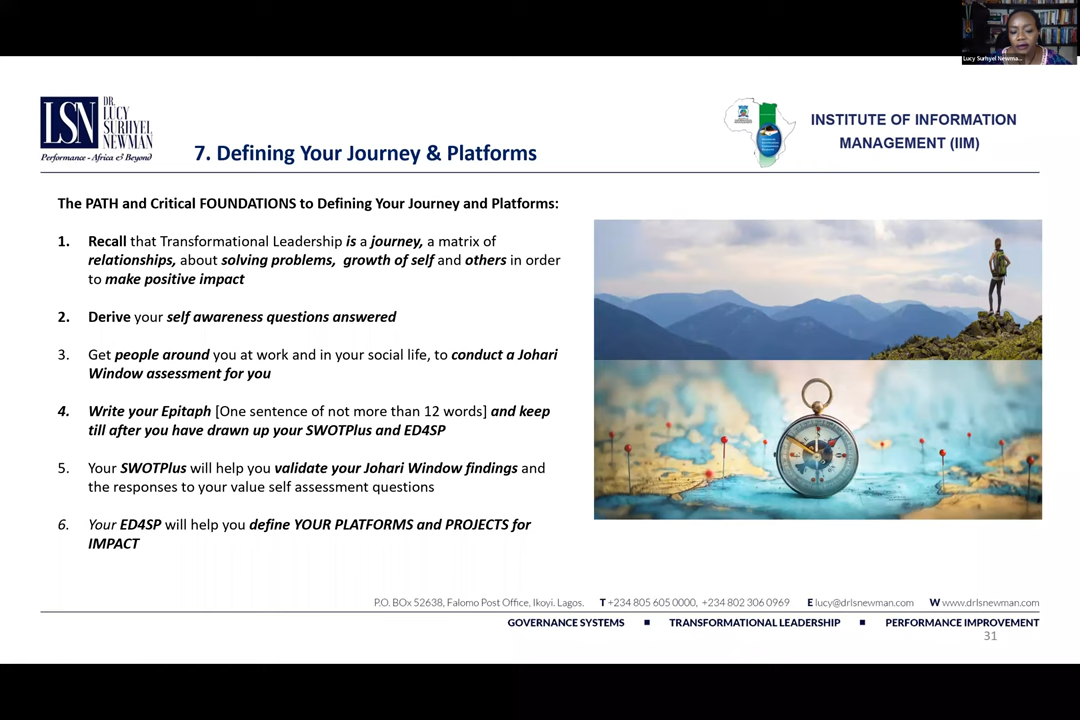 Lucy Surhyel Newma...
LSN
DR.
LUCY
SURHYEL
NEWMAN
Performance - Africa & Beyond
7. Defining Your Journey & Platforms
INSTITUTE OF INFORMATION
MANAGEMENT (IIM)
The PATH and Critical FOUNDATIONS to Defining Your Journey and Platforms:
1. Recall that Transformational Leadership is a journey, a matrix of
relationships, about solving problems, growth of self and others in order
to make positive impact
2. Derive your self awareness questions answered
3. Get people around you at work and in your social life, to conduct a Johari
Window assessment for you
4. Write your Epitaph [One sentence of not more than 12 words] and keep
till after you have drawn up your SWOTPlus and ED4SP
5. Your SWOTPlus will help you validate your Johari Window findings and
the responses to your value self assessment questions
6. Your ED4SP will help you define YOUR PLATFORMS and PROJECTS for
IMPACT
P.O. BOx 52638, Falomo Post Office, Ikoyi. Lagos. T +234 805 605 0000, +234 802 306 0969 E lucy@drlsnewman.com W www.drlsnewman.com
GOVERNANCE SYSTEMS ■ TRANSFORMATIONAL LEADERSHIP ■ PERFORMANCE IMPROVEMENT
31